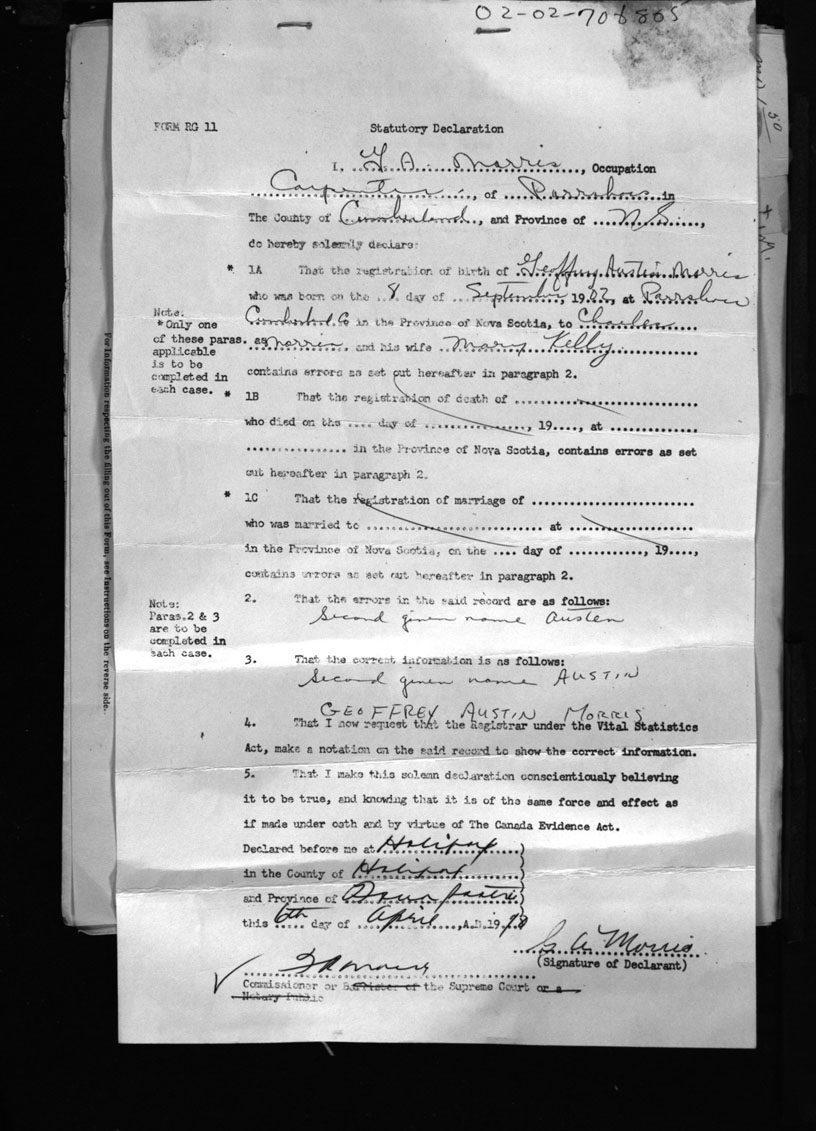 02-02-706885
FORM RG 11
Statutory Declaration
I, G. A. Morris, Occupation
Carpenter, of Parrsboro in
The County of Cumberland, and Province of N.S.,
do hereby solemnly declare:
* 1A That the registration of birth of Geoffrey Austin Morris
who was born on the 8 day of September, 1902, at Parrsboro
Cumberland Co in the Province of Nova Scotia, to Charles
Morris, and his wife Mary Kelly
contains errors as set out hereafter in paragraph 2.
Note:
*Only one
of these paras. as
applicable
is to be
completed in
each case.
* 1B That the registration of death of ..............................
who died on the .... day of ................, 19...., at ..............
................ in the Province of Nova Scotia, contains errors as set
out hereafter in paragraph 2.
* 1C That the registration of marriage of ..........................
who was married to ............................ at ....................
in the Province of Nova Scotia, on the .... day of ............, 19....,
contains errors as set out hereafter in paragraph 2.
Note:
Paras.2 & 3
are to be
completed in
each case.
2. That the errors in the said record are as follows:
Second given name Austen
3. That the correct information is as follows:
Second given name AUSTIN
GEOFFREY AUSTIN MORRIS
4. That I now request that the Registrar under the Vital Statistics
Act, make a notation on the said record to show the correct information.
5. That I make this solemn declaration conscientiously believing
it to be true, and knowing that it is of the same force and effect as
if made under oath and by virtue of The Canada Evidence Act.
Declared before me at Halifax )
in the County of Halifax )
and Province of Nova Scotia )
this 6th day of April, A.D. 1978 )
G A Morris
(Signature of Declarant)
Commissioner or Barrister of the Supreme Court or a
Notary Public
For Information respecting the filling out of this Form, see Instructions on the reverse side.